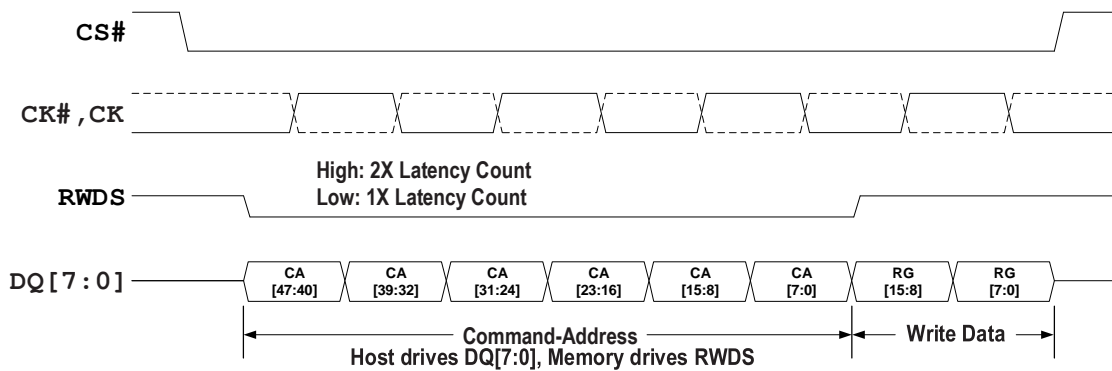 CS#
CK#,CK
High: 2X Latency Count
Low: 1X Latency Count
RWDS
DQ[7:0]
CA CA CA CA CA CA RG RG
[47:40] [39:32] [31:24] [23:16] [15:8] [7:0] [15:8] [7:0]
Command-Address Write Data
Host drives DQ[7:0], Memory drives RWDS